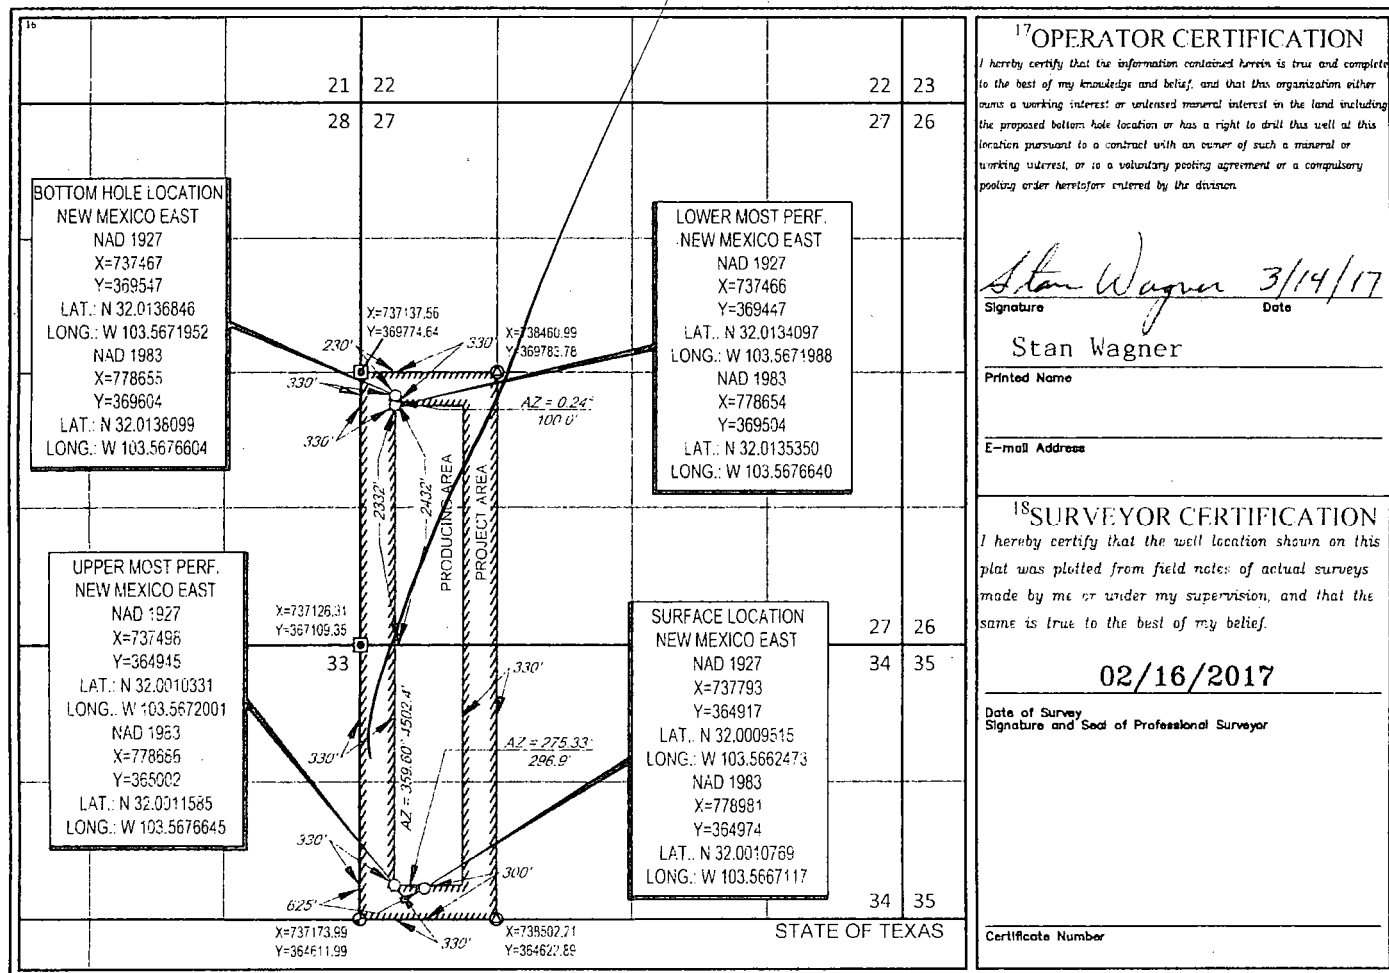 16
21 22
22 23
28 27
27 26
BOTTOM HOLE LOCATION
NEW MEXICO EAST
NAD 1927
X=737467
Y=369547
LAT.: N 32.0136846
LONG.: W 103.5671952
NAD 1983
X=778655
Y=369604
LAT.: N 32.0138099
LONG.: W 103.5676604
LOWER MOST PERF.
NEW MEXICO EAST
NAD 1927
X=737466
Y=369447
LAT.. N 32.0134097
LONG.: W 103.5671988
NAD 1983
X=778654
Y=369504
LAT.: N 32.0135350
LONG.: W 103.5676640
X=737137.56
Y=369774.64
X=738460.99
Y=369783.78
230'
330'
330'
330'
AZ = 0.24°
100.0'
2332'
2432'
PRODUCING AREA
PROJECT AREA
UPPER MOST PERF.
NEW MEXICO EAST
NAD 1927
X=737498
Y=364945
LAT.: N 32.0010331
LONG.. W 103.5672001
NAD 1983
X=778686
Y=365002
LAT.: N 32.0011585
LONG.: W 103.5676645
X=737126.31
Y=367109.35
33
27 26
34 35
SURFACE LOCATION
NEW MEXICO EAST
NAD 1927
X=737793
Y=364917
LAT.. N 32.0009515
LONG.: W 103.5662473
NAD 1983
X=778981
Y=364974
LAT.. N 32.0010769
LONG.: W 103.5667117
330'
330'
AZ = 359.60° 4502.4'
AZ = 275.33°
296.9'
330'
300'
625'
330'
34 35
X=737173.99
Y=364611.99
X=738502.21
Y=364622.89
STATE OF TEXAS
17 OPERATOR CERTIFICATION
I hereby certify that the information contained herein is true and complete
to the best of my knowledge and belief, and that this organization either
owns a working interest or unleased mineral interest in the land including
the proposed bottom hole location or has a right to drill this well at this
location pursuant to a contract with an owner of such a mineral or
working interest, or to a voluntary pooling agreement or a compulsory
pooling order heretofore entered by the division
Stan Wagner 3/14/17
Signature Date
Stan Wagner
Printed Name
E-mail Address
18 SURVEYOR CERTIFICATION
I hereby certify that the well location shown on this
plat was plotted from field notes of actual surveys
made by me or under my supervision, and that the
same is true to the best of my belief.
02/16/2017
Date of Survey
Signature and Seal of Professional Surveyor
Certificate Number